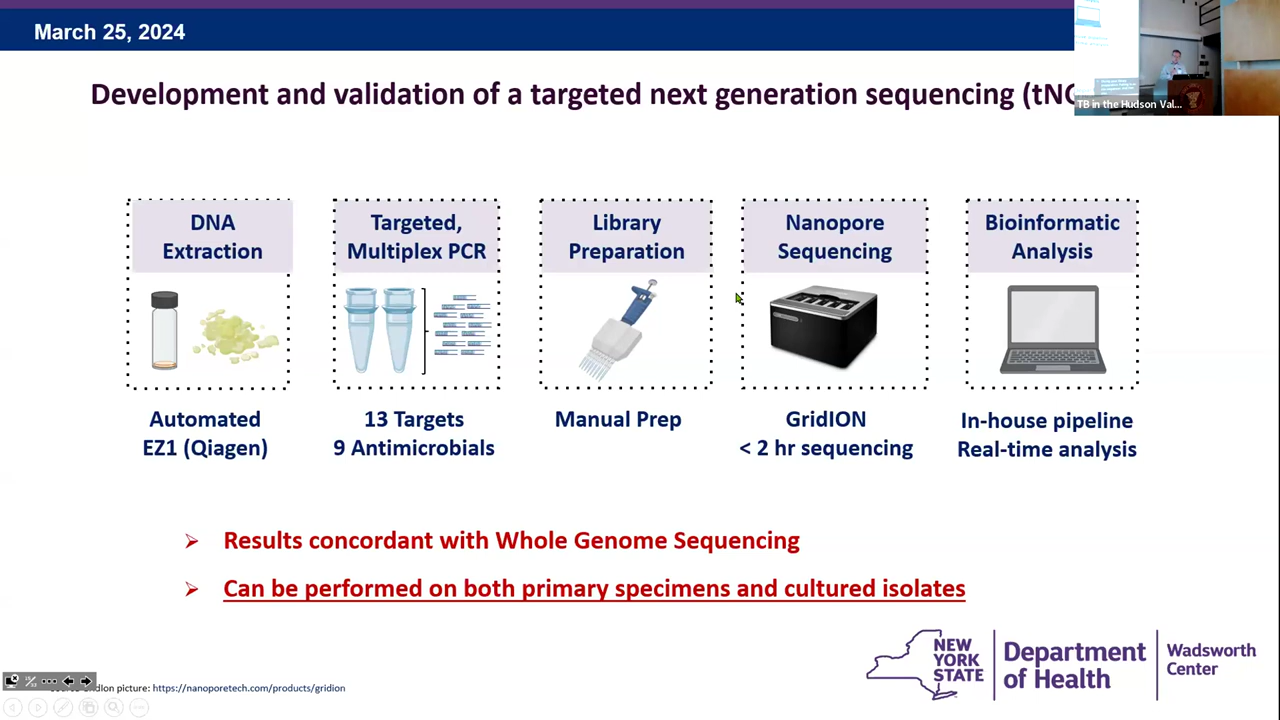 March 25, 2024
Development and validation of a targeted next generation sequencing (tNG
TB in the Hudson Val...
DNA
Extraction
Targeted,
Multiplex PCR
Library
Preparation
Nanopore
Sequencing
Bioinformatic
Analysis
Automated
EZ1 (Qiagen)
13 Targets
9 Antimicrobials
Manual Prep
GridION
< 2 hr sequencing
In-house pipeline
Real-time analysis
Results concordant with Whole Genome Sequencing
Can be performed on both primary specimens and cultured isolates
NEW
YORK
STATE
Department
of Health
Wadsworth
Center
picture: https://nanoporetech.com/products/gridion